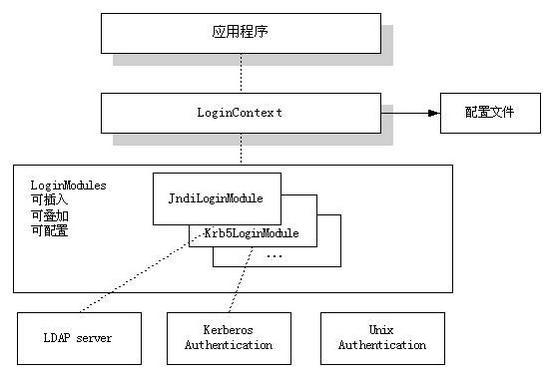 应用程序
LoginContext
配置文件
LoginModules
可插入
可叠加
可配置
JndiLoginModule
Krb5LoginModule
...
LDAP server
Kerberos
Authentication
Unix
Authentication